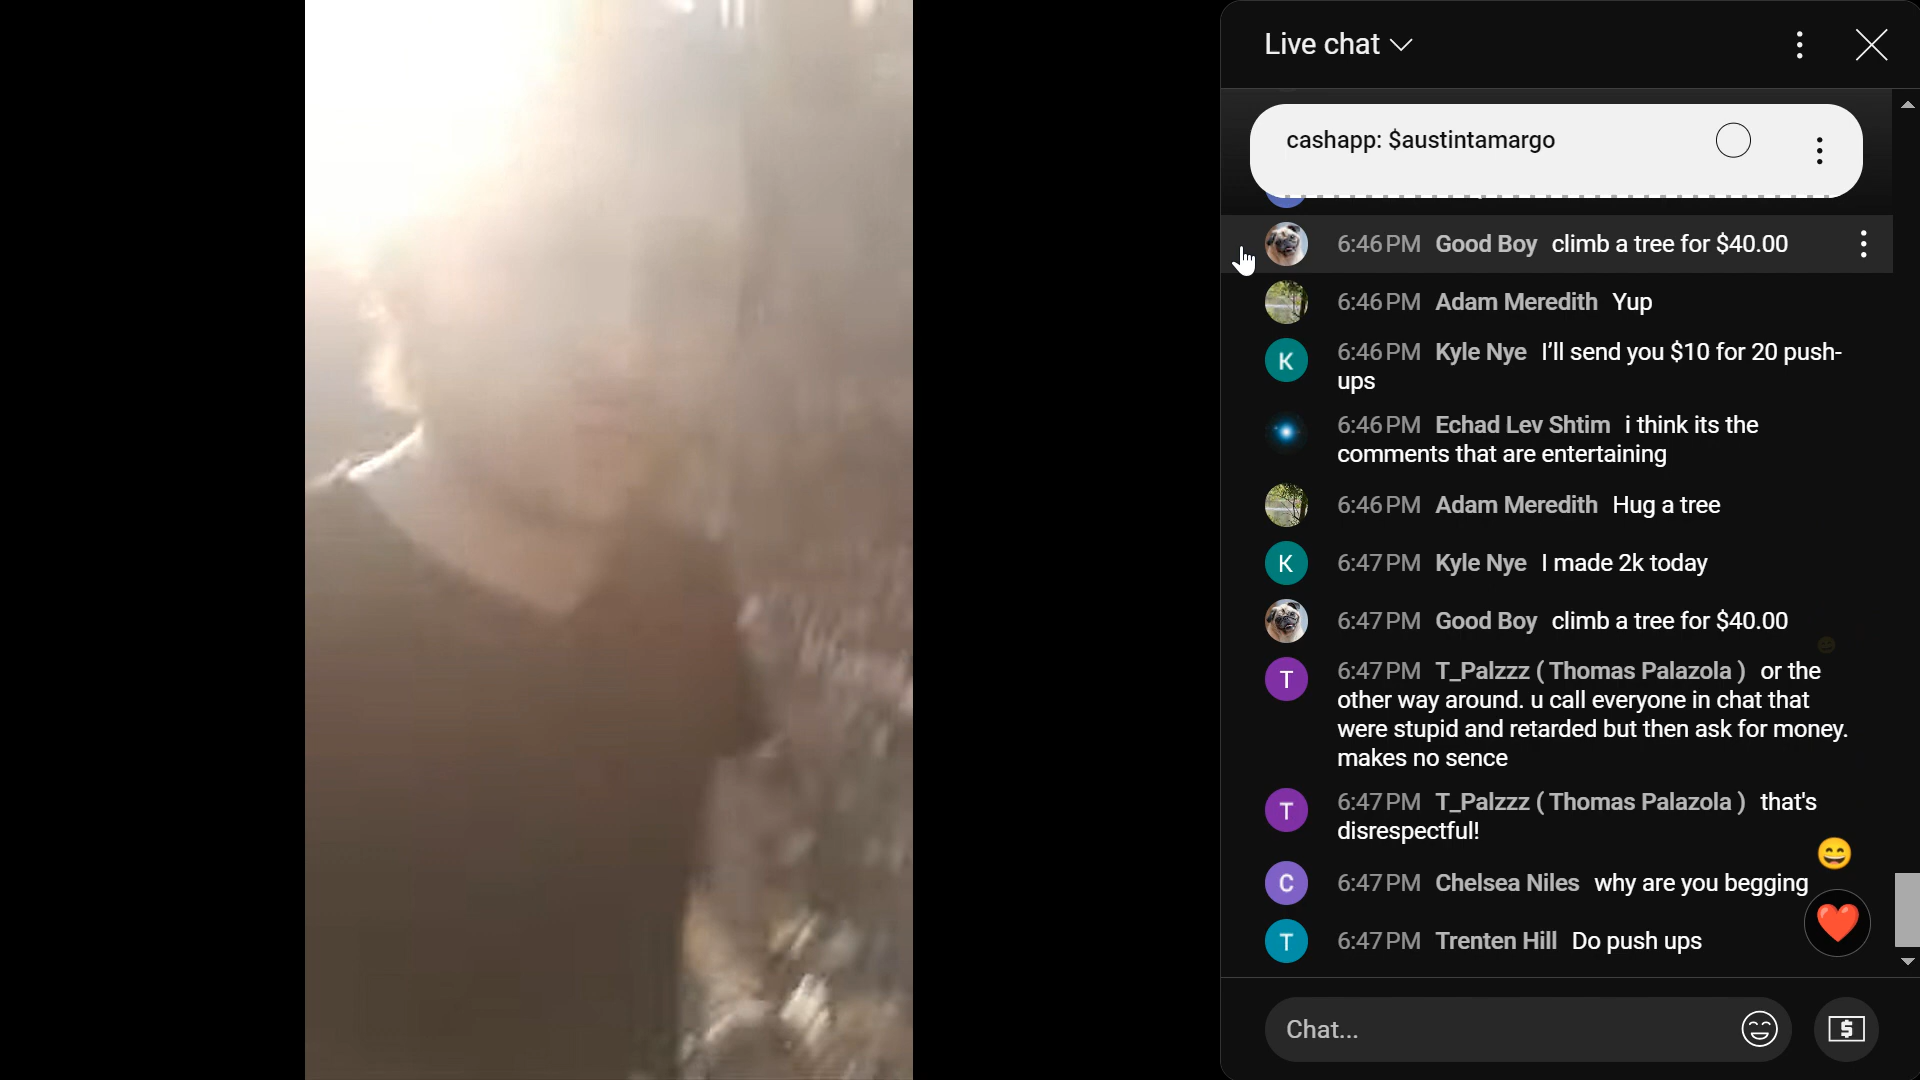 Live chat
cashapp: $austintamargo
6:46 PM Good Boy climb a tree for $40.00
6:46 PM Adam Meredith Yup
K 6:46 PM Kyle Nye I’ll send you $10 for 20 push-
ups
6:46 PM Echad Lev Shtim i think its the
comments that are entertaining
6:46 PM Adam Meredith Hug a tree
K 6:47 PM Kyle Nye I made 2k today
6:47 PM Good Boy climb a tree for $40.00
T 6:47 PM T_Palzzz ( Thomas Palazola ) or the
other way around. u call everyone in chat that
were stupid and retarded but then ask for money.
makes no sence
T 6:47 PM T_Palzzz ( Thomas Palazola ) that's
disrespectful!
C 6:47 PM Chelsea Niles why are you begging
T 6:47 PM Trenten Hill Do push ups
Chat...
$